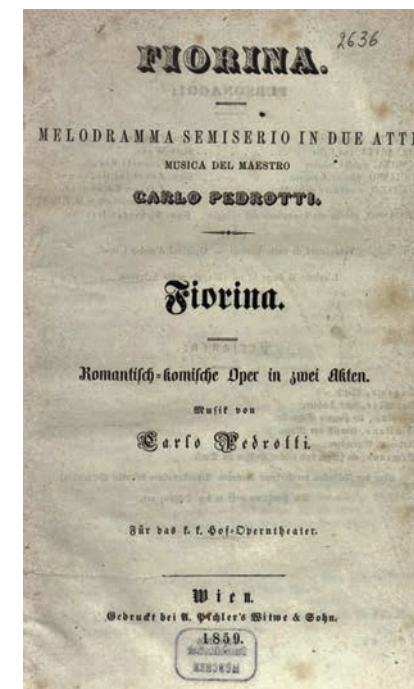 2636
FIORINA.
MELODRAMMA SEMISERIO IN DUE ATTI
MUSICA DEL MAESTRO
CARLO PEDROTTI.
Fiorina.
Romantisch-komische Oper in zwei Akten.
Musik von
Carlo Pedrotti.
Für das k. k. Hof-Operntheater.
Wien.
Gedruckt bei A. Pichler's Witwe & Sohn.
1859.
MÜNCHEN